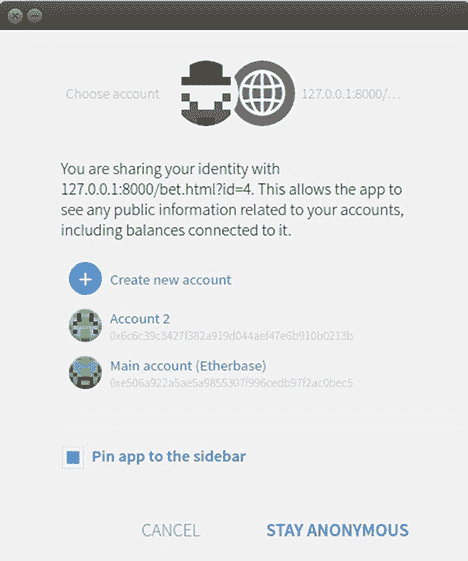 Choose account
127.0.0.1:8000/...
You are sharing your identity with
127.0.0.1:8000/bet.html?id=4. This allows the app to
see any public information related to your accounts,
including balances connected to it.
Create new account
Account 2
0x6c6c39c3427f382a919d044aef47e6b910b0213b
Main account (Etherbase)
0xe506a922a5ae5a9855307f996cedb97f2ac0bec5
Pin app to the sidebar
CANCEL
STAY ANONYMOUS